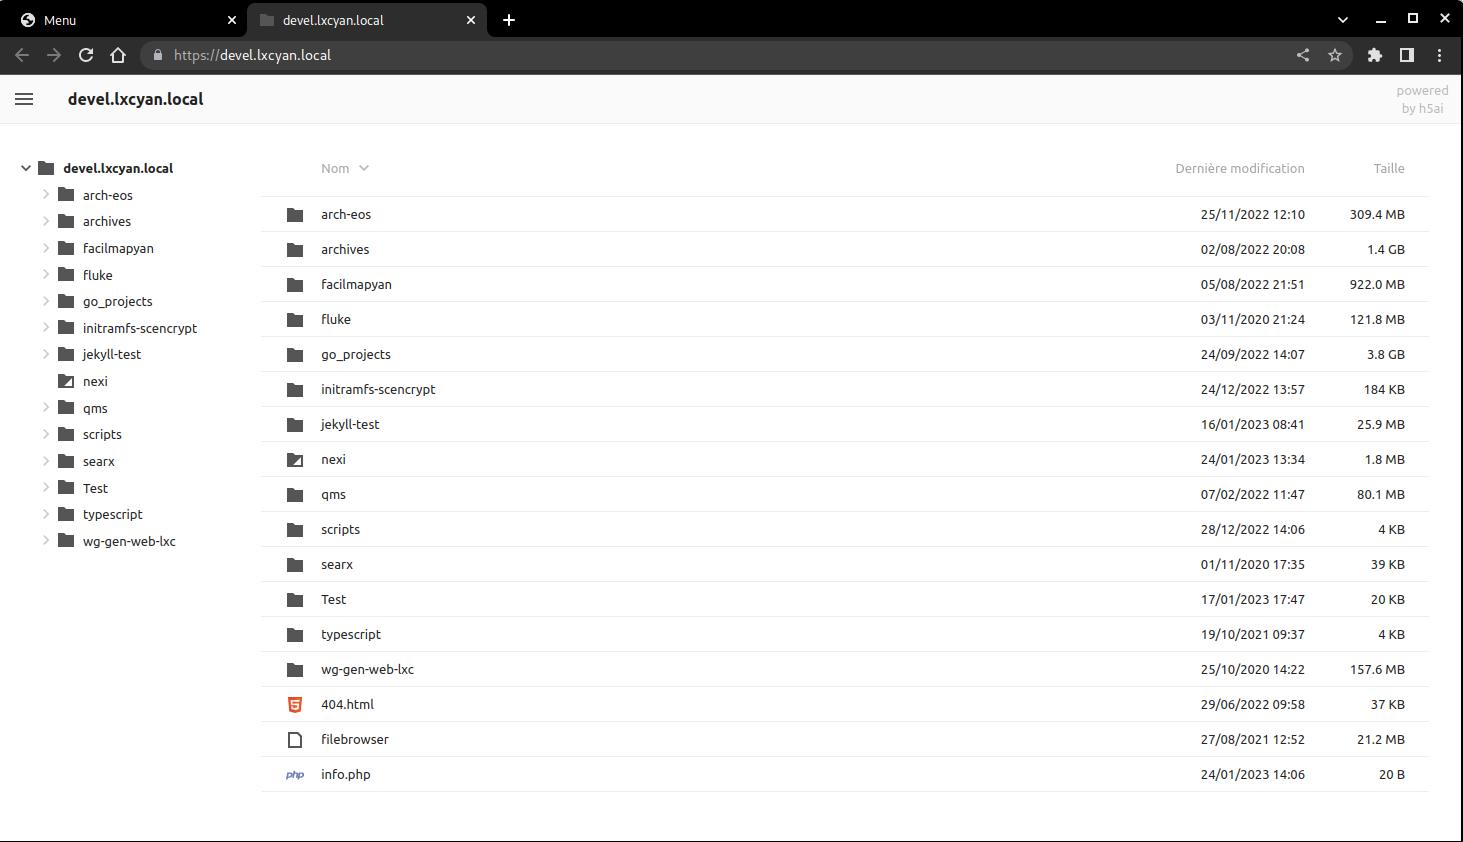 Menu
devel.lxcyan.local
https://devel.lxcyan.local
devel.lxcyan.local
powered
by h5ai
devel.lxcyan.local
arch-eos
archives
facilmapyan
fluke
go_projects
initramfs-scencrypt
jekyll-test
nexi
qms
scripts
searx
Test
typescript
wg-gen-web-lxc
Nom Dernière modification Taille
arch-eos 25/11/2022 12:10 309.4 MB
archives 02/08/2022 20:08 1.4 GB
facilmapyan 05/08/2022 21:51 922.0 MB
fluke 03/11/2020 21:24 121.8 MB
go_projects 24/09/2022 14:07 3.8 GB
initramfs-scencrypt 24/12/2022 13:57 184 KB
jekyll-test 16/01/2023 08:41 25.9 MB
nexi 24/01/2023 13:34 1.8 MB
qms 07/02/2022 11:47 80.1 MB
scripts 28/12/2022 14:06 4 KB
searx 01/11/2020 17:35 39 KB
Test 17/01/2023 17:47 20 KB
typescript 19/10/2021 09:37 4 KB
wg-gen-web-lxc 25/10/2020 14:22 157.6 MB
404.html 29/06/2022 09:58 37 KB
filebrowser 27/08/2021 12:52 21.2 MB
php info.php 24/01/2023 14:06 20 B